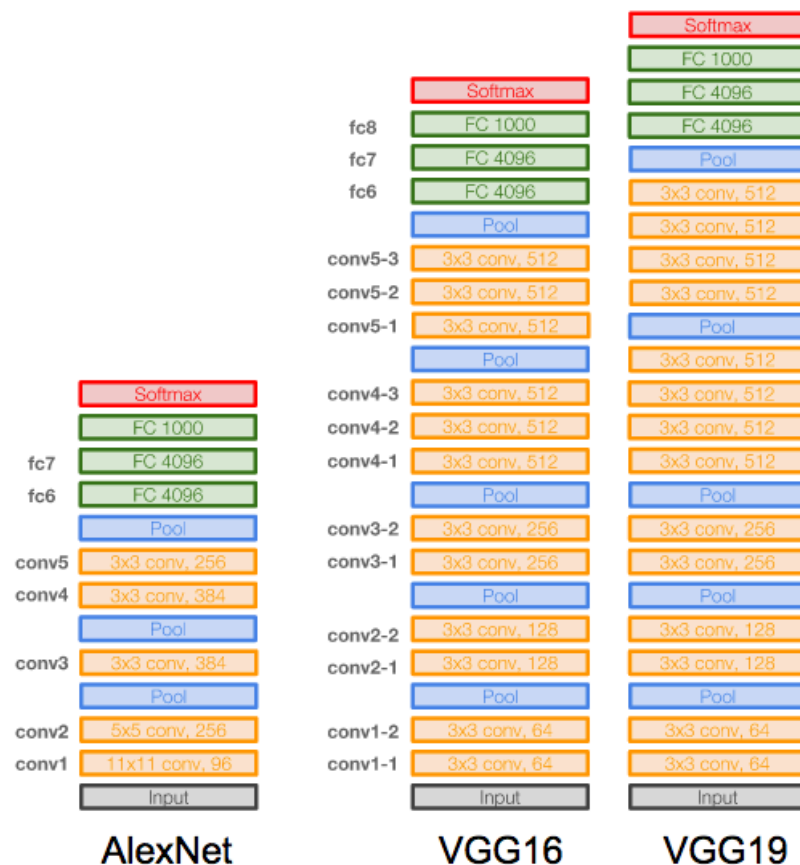 Softmax
FC 1000
fc7 FC 4096
fc6 FC 4096
Pool
conv5 3x3 conv, 256
conv4 3x3 conv, 384
Pool
conv3 3x3 conv, 384
Pool
conv2 5x5 conv, 256
conv1 11x11 conv, 96
Input
AlexNet
Softmax
fc8 FC 1000
fc7 FC 4096
fc6 FC 4096
Pool
conv5-3 3x3 conv, 512
conv5-2 3x3 conv, 512
conv5-1 3x3 conv, 512
Pool
conv4-3 3x3 conv, 512
conv4-2 3x3 conv, 512
conv4-1 3x3 conv, 512
Pool
conv3-2 3x3 conv, 256
conv3-1 3x3 conv, 256
Pool
conv2-2 3x3 conv, 128
conv2-1 3x3 conv, 128
Pool
conv1-2 3x3 conv, 64
conv1-1 3x3 conv, 64
Input
VGG16
Softmax
FC 1000
FC 4096
FC 4096
Pool
3x3 conv, 512
3x3 conv, 512
3x3 conv, 512
3x3 conv, 512
Pool
3x3 conv, 512
3x3 conv, 512
3x3 conv, 512
3x3 conv, 512
Pool
3x3 conv, 256
3x3 conv, 256
Pool
3x3 conv, 128
3x3 conv, 128
Pool
3x3 conv, 64
3x3 conv, 64
Input
VGG19